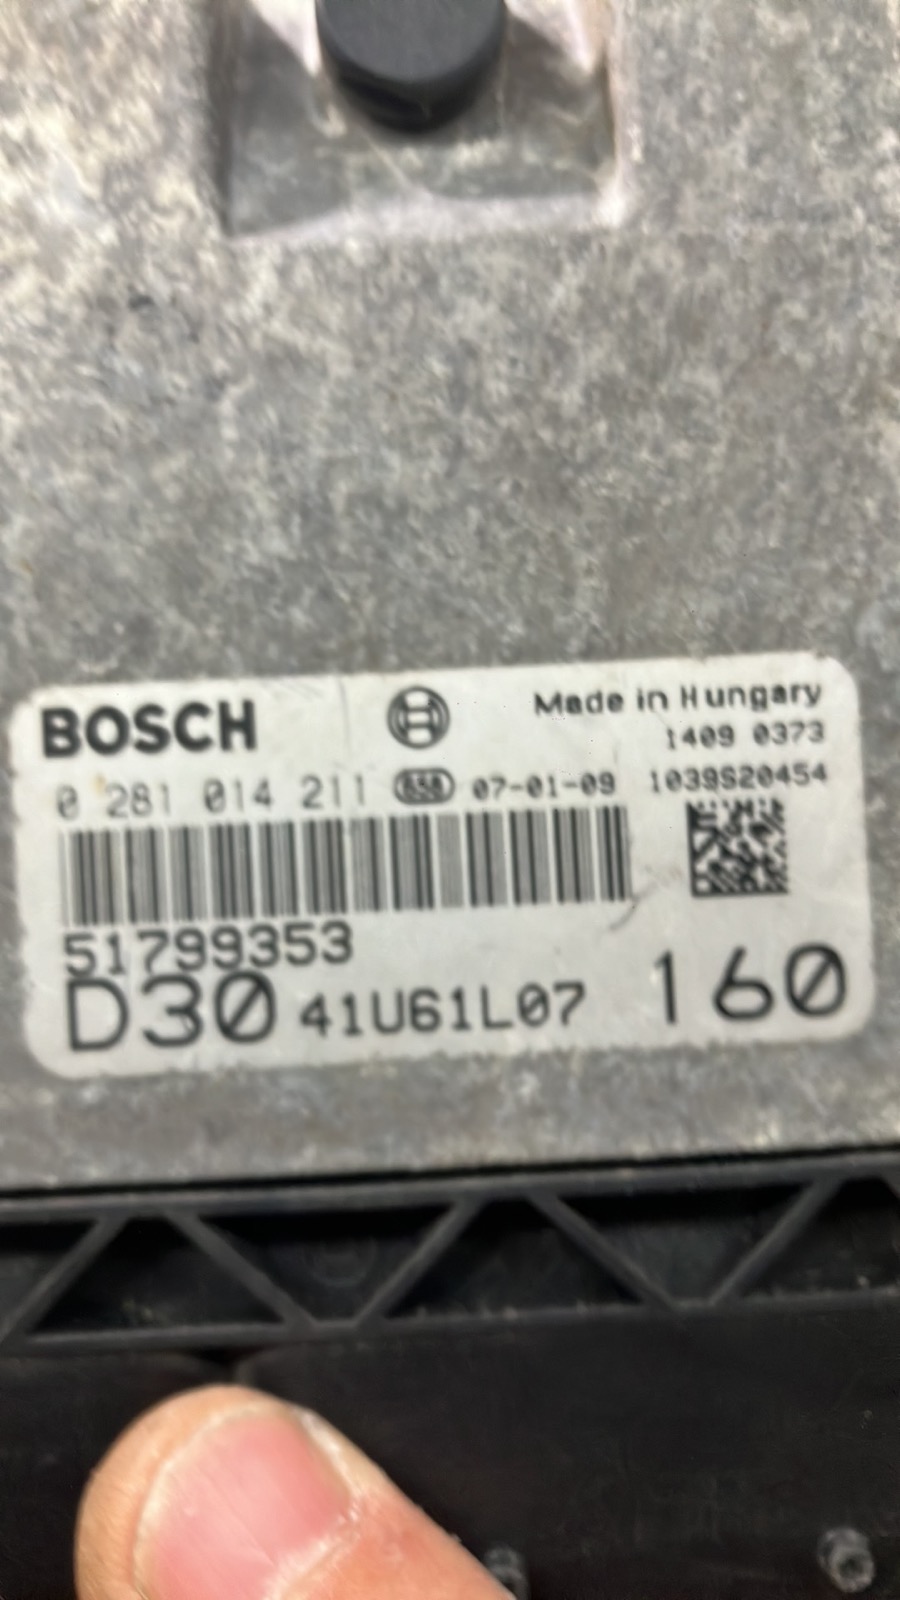 BOSCH
Made in Hungary
1409 0373
0 281 014 211 07-01-09 1039S20454
51799353
D30 41U61L07 160